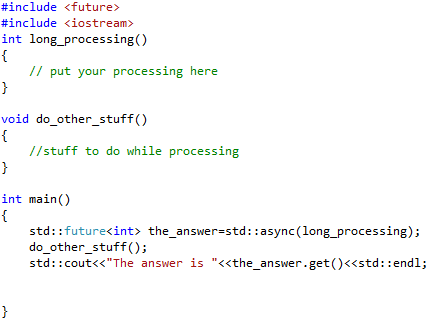 #include <future>
#include <iostream>
int long_processing()
{
    // put your processing here
}

void do_other_stuff()
{
    //stuff to do while processing
}

int main()
{
    std::future<int> the_answer=std::async(long_processing);
    do_other_stuff();
    std::cout<<"The answer is "<<the_answer.get()<<std::endl;


}